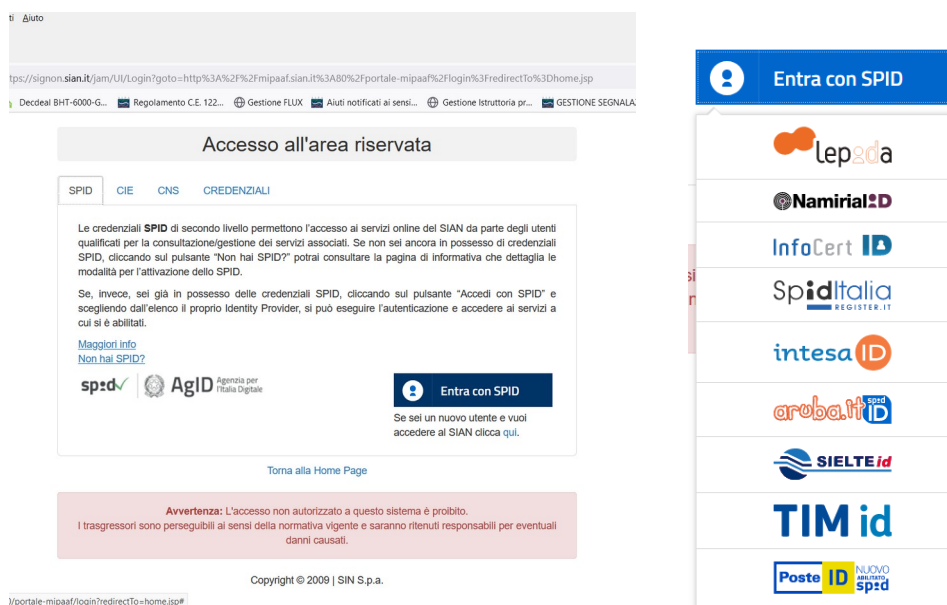 ti Aiuto
tps://signon.sian.it/jam/UI/Login?goto=http%3A%2F%2Fmipaaf.sian.it%3A80%2Fportale-mipaaf%2Flogin%3FredirectTo%3Dhome.jsp
Decdeal BHT-6000-G... Regolamento C.E. 122... Gestione FLUX Aiuti notificati ai sensi... Gestione Istruttoria pr... GESTIONE SEGNALA
Accesso all'area riservata
SPID CIE CNS CREDENZIALI
Le credenziali SPID di secondo livello permettono l'accesso ai servizi online del SIAN da parte degli utenti
qualificati per la consultazione/gestione dei servizi associati. Se non sei ancora in possesso di credenziali
SPID, cliccando sul pulsante "Non hai SPID?" potrai consultare la pagina di informativa che dettaglia le
modalità per l'attivazione dello SPID.
Se, invece, sei già in possesso delle credenziali SPID, cliccando sul pulsante "Accedi con SPID" e
scegliendo dall'elenco il proprio Identity Provider, si può eseguire l'autenticazione e accedere ai servizi a
cui si è abilitati.
Maggiori info
Non hai SPID?
sp:d AgID Agenzia per
l'Italia Digitale
Entra con SPID
Se sei un nuovo utente e vuoi
accedere al SIAN clicca qui.
Torna alla Home Page
Avvertenza: L'accesso non autorizzato a questo sistema è proibito.
I trasgressori sono perseguibili ai sensi della normativa vigente e saranno ritenuti responsabili per eventuali
danni causati.
Copyright © 2009 | SIN S.p.a.
/portale-mipaaf/login?redirectTo=home.jsp#
Entra con SPID
Lepida
Namirial:D
InfoCert ID
SpidItalia
REGISTER.IT
intesa ID
aruba.it sp:d ID
SIELTE id
TIM id
Poste ID NUOVO
ABILITATO
sp:d
si
n